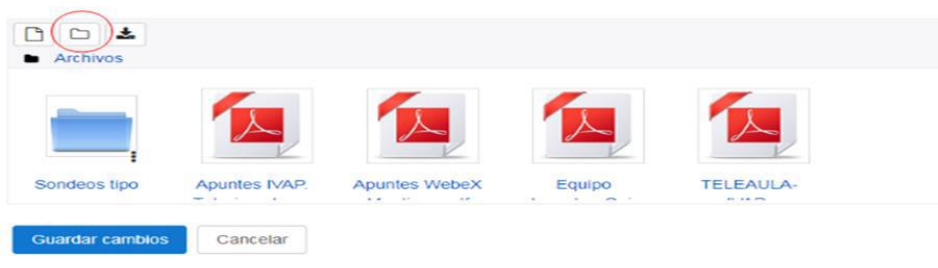 Archivos
Sondeos tipo
Apuntes IVAP.
Apuntes WebeX
Equipo
TELEAULA-
Guardar cambios
Cancelar